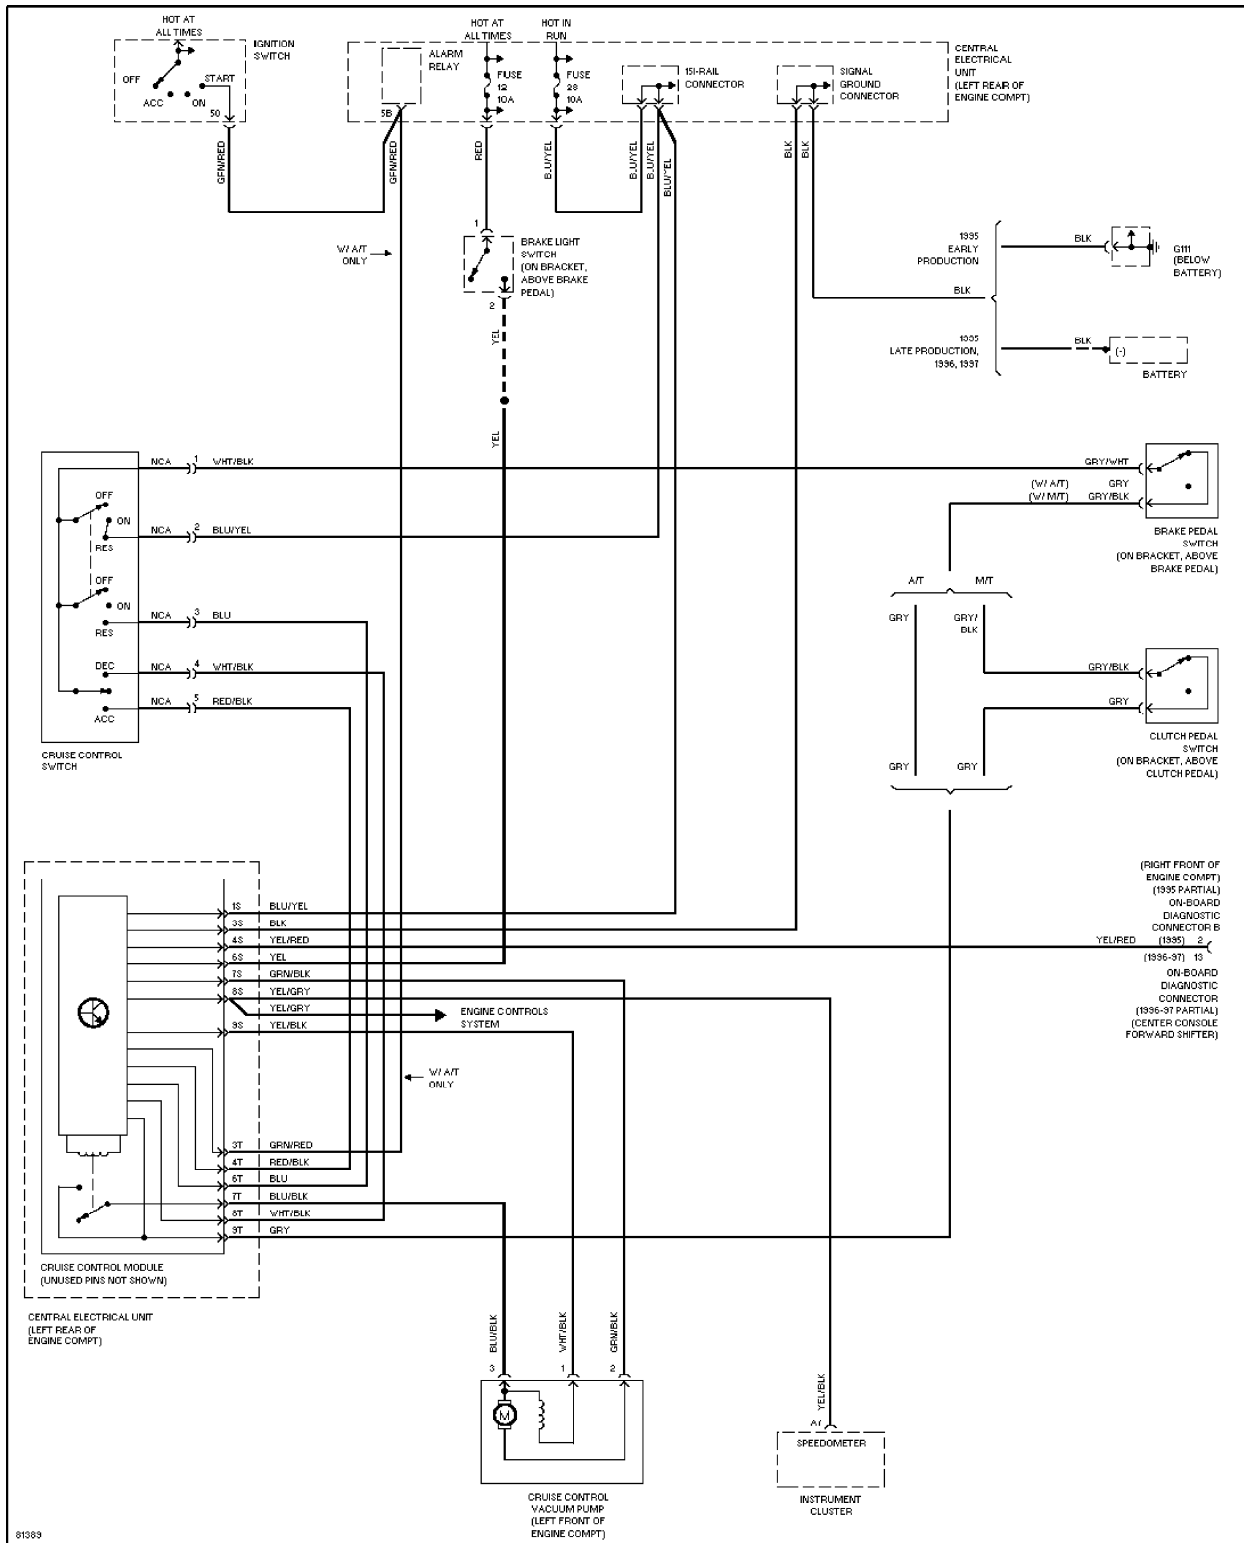 HOT AT
ALL TIMES
IGNITION
SWITCH
OFF
START
ACC
ON
50
GRN/RED
ALARM
RELAY
5B
GRN/RED
HOT AT
ALL TIMES
FUSE
12
10A
RED
HOT IN
RUN
FUSE
28
10A
BLU/YEL
15I-RAIL
CONNECTOR
BLU/YEL
BLU/YEL
BLU/YEL
SIGNAL
GROUND
CONNECTOR
BLK
BLK
CENTRAL
ELECTRICAL
UNIT
(LEFT REAR OF
ENGINE COMPT)
W/ A/T
ONLY
1
BRAKE LIGHT
SWITCH
(ON BRACKET,
ABOVE BRAKE
PEDAL)
2
YEL
YEL
1995
EARLY
PRODUCTION
BLK
G111
(BELOW
BATTERY)
BLK
1995
LATE PRODUCTION,
1996, 1997
BLK
(-)
BATTERY
NCA 1 WHT/BLK
OFF
ON
RES
NCA 2 BLU/YEL
OFF
ON
RES
NCA 3 BLU
DEC
NCA 4 WHT/BLK
ACC
NCA 5 RED/BLK
CRUISE CONTROL
SWITCH
GRY/WHT
(W/ A/T) GRY
(W/ M/T) GRY/BLK
BRAKE PEDAL
SWITCH
(ON BRACKET, ABOVE
BRAKE PEDAL)
A/T M/T
GRY
GRY/
BLK
GRY/BLK
GRY
CLUTCH PEDAL
SWITCH
(ON BRACKET, ABOVE
CLUTCH PEDAL)
GRY
GRY
(RIGHT FRONT OF
ENGINE COMPT)
(1995 PARTIAL)
ON-BOARD
DIAGNOSTIC
CONNECTOR B
YEL/RED (1995) 2
(1996-97) 13
ON-BOARD
DIAGNOSTIC
CONNECTOR
(1996-97 PARTIAL)
(CENTER CONSOLE
FORWARD SHIFTER)
1S BLU/YEL
3S BLK
4S YEL/RED
6S YEL
7S GRN/BLK
8S YEL/GRY
YEL/GRY
9S YEL/BLK
ENGINE CONTROLS
SYSTEM
W/ A/T
ONLY
3T GRN/RED
4T RED/BLK
6T BLU
7T BLU/BLK
8T WHT/BLK
9T GRY
CRUISE CONTROL MODULE
(UNUSED PINS NOT SHOWN)
CENTRAL ELECTRICAL UNIT
(LEFT REAR OF
ENGINE COMPT)
BLU/BLK
WHT/BLK
GRN/BLK
3
1
2
M
CRUISE CONTROL
VACUUM PUMP
(LEFT FRONT OF
ENGINE COMPT)
YEL/BLK
A7
SPEEDOMETER
INSTRUMENT
CLUSTER
81389